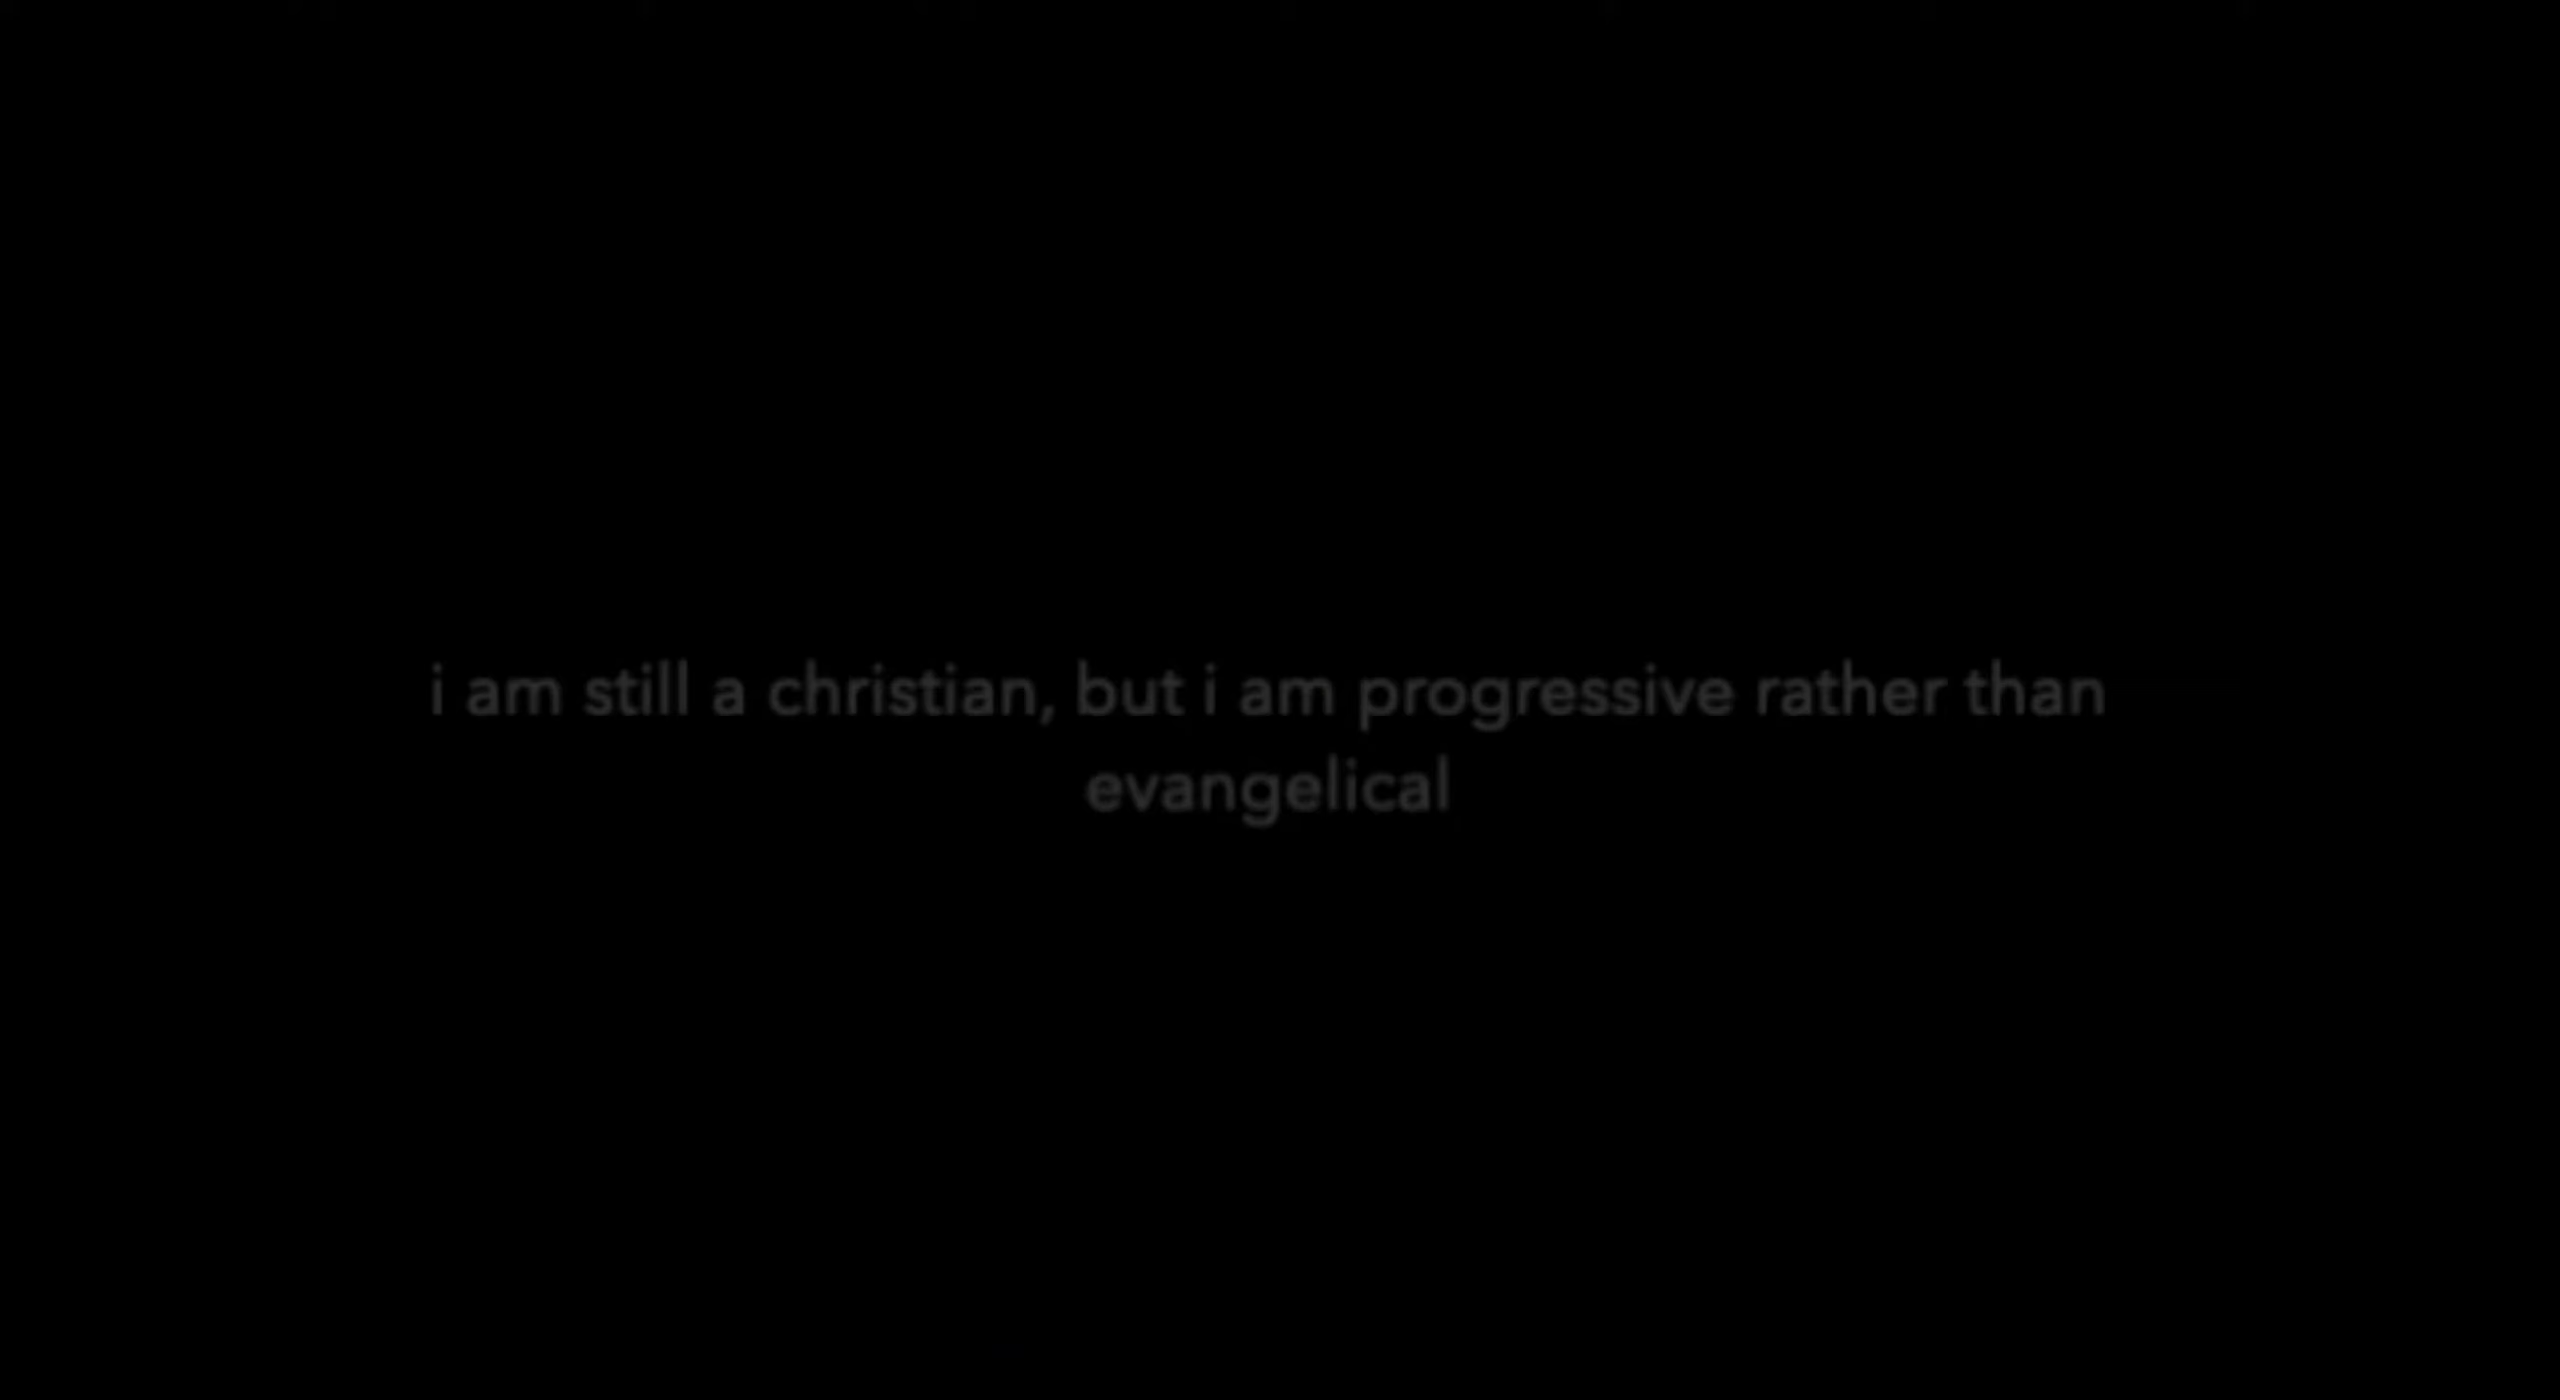 i am still a christian, but i am progressive rather than
evangelical